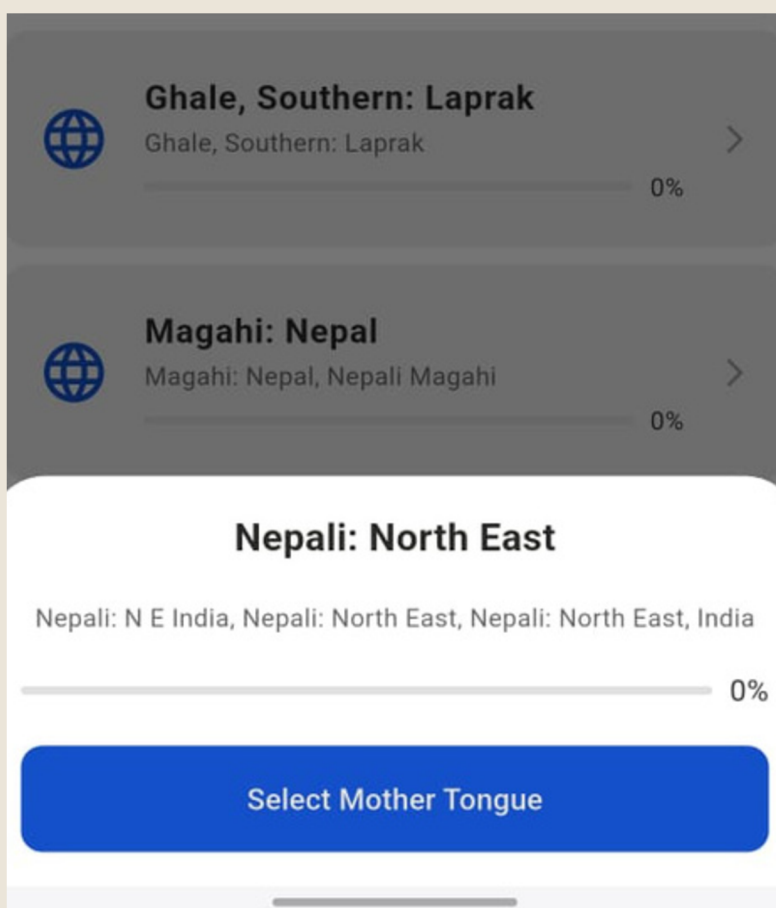 Ghale, Southern: Laprak
Ghale, Southern: Laprak
0%
Magahi: Nepal
Magahi: Nepal, Nepali Magahi
0%
Nepali: North East
Nepali: N E India, Nepali: North East, Nepali: North East, India
0%
Select Mother Tongue